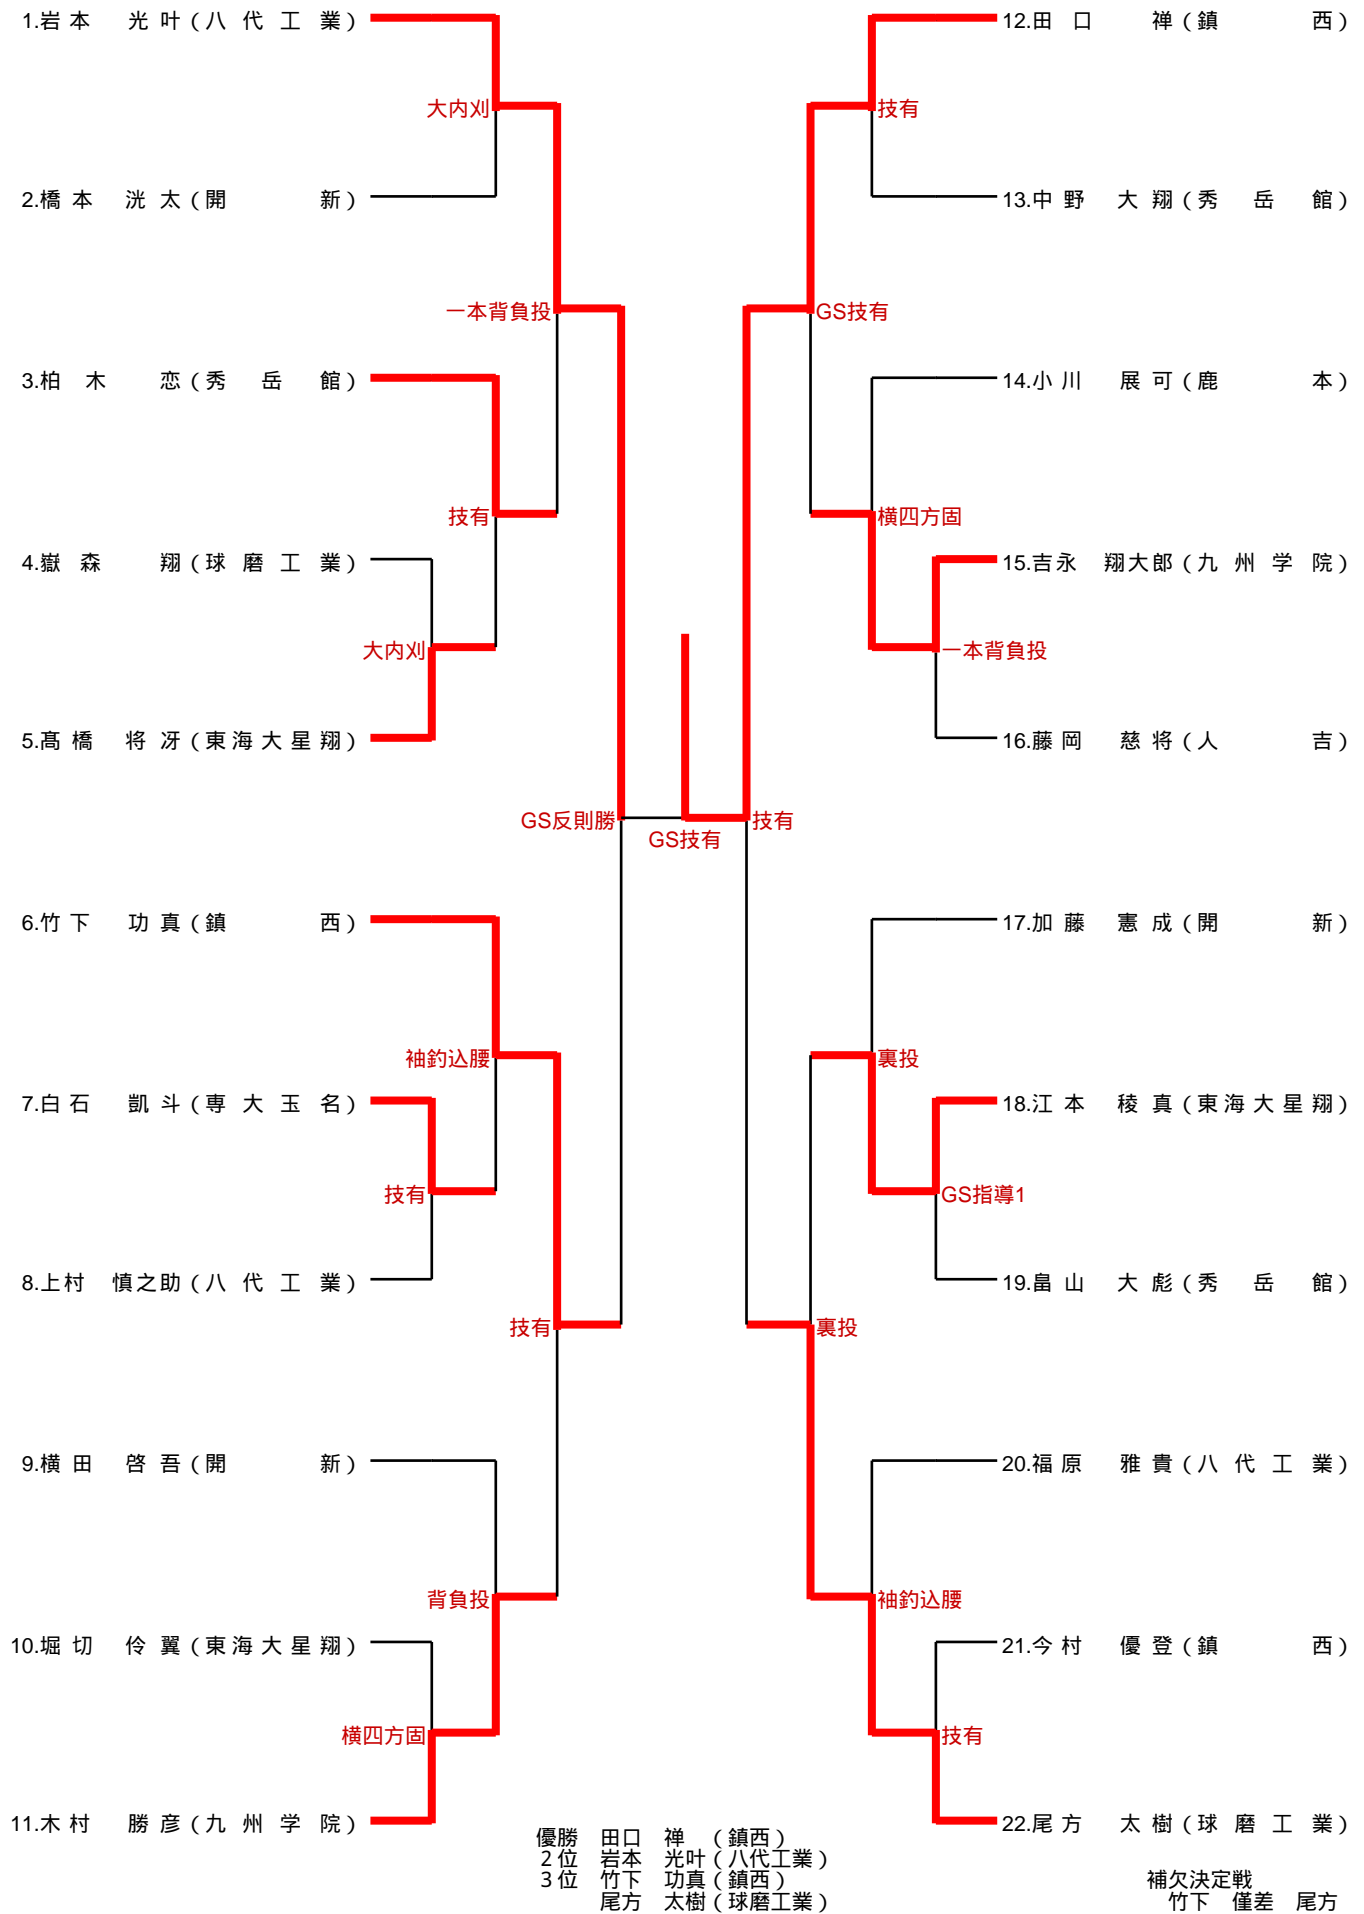 1.岩本 光叶(八代工業)
大内刈
2.橋本 洸太(開新)
一本背負投
3.柏木 恋(秀岳館)
技有
4.嶽森 翔(球磨工業)
大内刈
5.髙橋 将冴(東海大星翔)
GS反則勝
6.竹下 功真(鎮西)
袖釣込腰
7.白石 凱斗(専大玉名)
技有
8.上村 慎之助(八代工業)
技有
9.横田 啓吾(開新)
背負投
10.堀切 伶翼(東海大星翔)
横四方固
11.木村 勝彦(九州学院)
GS技有
12.田口 禅(鎮西)
技有
13.中野 大翔(秀岳館)
GS技有
14.小川 展可(鹿本)
横四方固
15.吉永 翔大郎(九州学院)
一本背負投
16.藤岡 慈将(人吉)
技有
17.加藤 憲成(開新)
裏投
18.江本 稜真(東海大星翔)
GS指導1
19.畠山 大彪(秀岳館)
裏投
20.福原 雅貴(八代工業)
袖釣込腰
21.今村 優登(鎮西)
技有
22.尾方 太樹(球磨工業)
優勝 田口 禅 (鎮西)
2位 岩本 光叶(八代工業)
3位 竹下 功真(鎮西)
尾方 太樹(球磨工業)
補欠決定戦
竹下 僅差 尾方